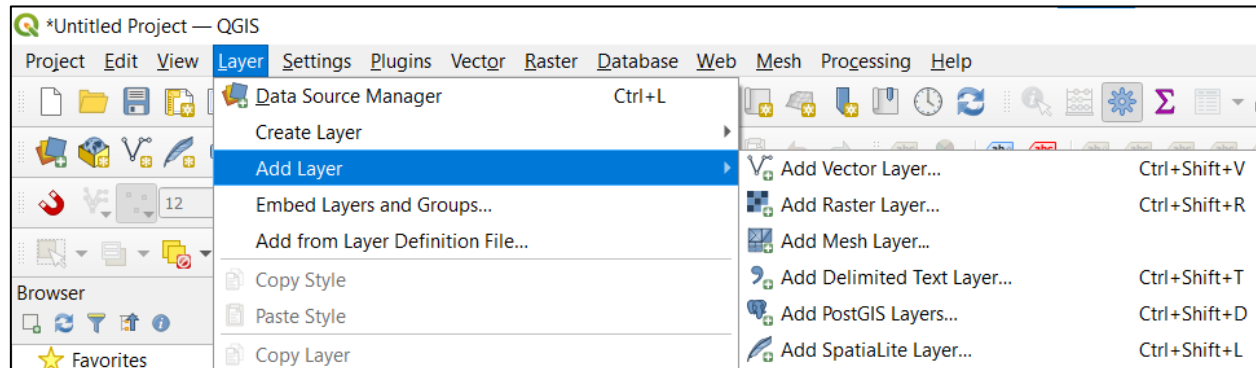 *Untitled Project — QGIS
Project Edit View Layer Settings Plugins Vector Raster Database Web Mesh Processing Help
Data Source Manager Ctrl+L
Create Layer
Add Layer
Embed Layers and Groups...
Add from Layer Definition File...
Copy Style
Paste Style
Copy Layer
Add Vector Layer... Ctrl+Shift+V
Add Raster Layer... Ctrl+Shift+R
Add Mesh Layer...
Add Delimited Text Layer... Ctrl+Shift+T
Add PostGIS Layers... Ctrl+Shift+D
Add SpatiaLite Layer... Ctrl+Shift+L
12
Browser
Favorites